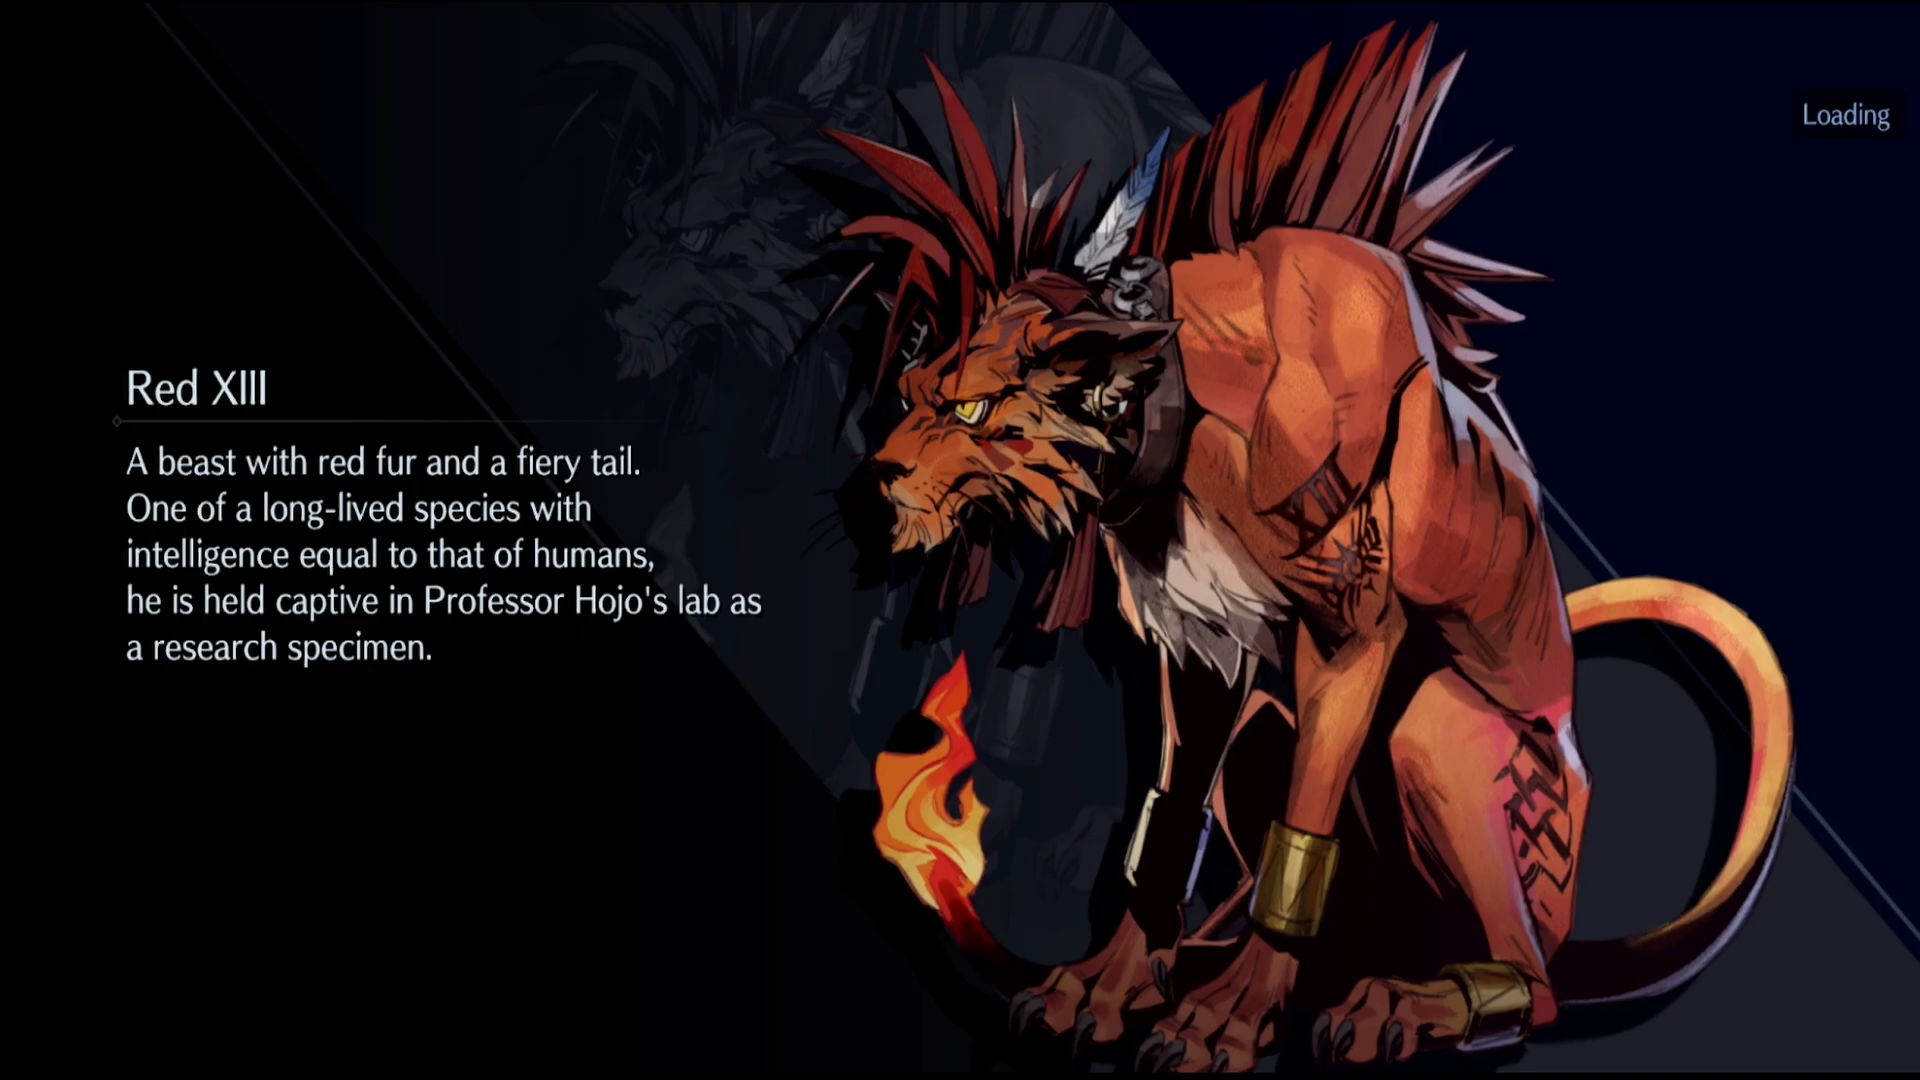 Loading
Red XIII
A beast with red fur and a fiery tail.
One of a long-lived species with
intelligence equal to that of humans,
he is held captive in Professor Hojo's lab as
a research specimen.
XIII